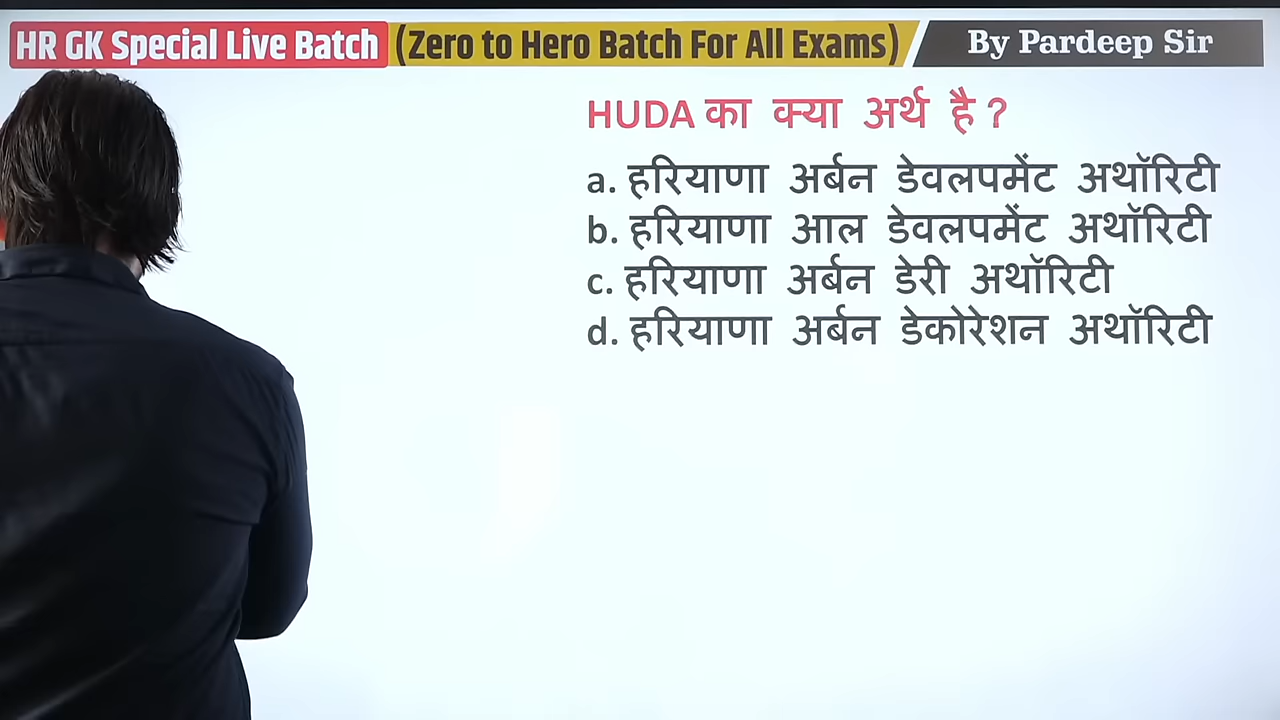 HR GK Special Live Batch (Zero to Hero Batch For All Exams) By Pardeep Sir
HUDA का क्या अर्थ है ?
a. हरियाणा अर्बन डेवलपमेंट अथॉरिटी
b. हरियाणा आल डेवलपमेंट अथॉरिटी
c. हरियाणा अर्बन डेरी अथॉरिटी
d. हरियाणा अर्बन डेकोरेशन अथॉरिटी